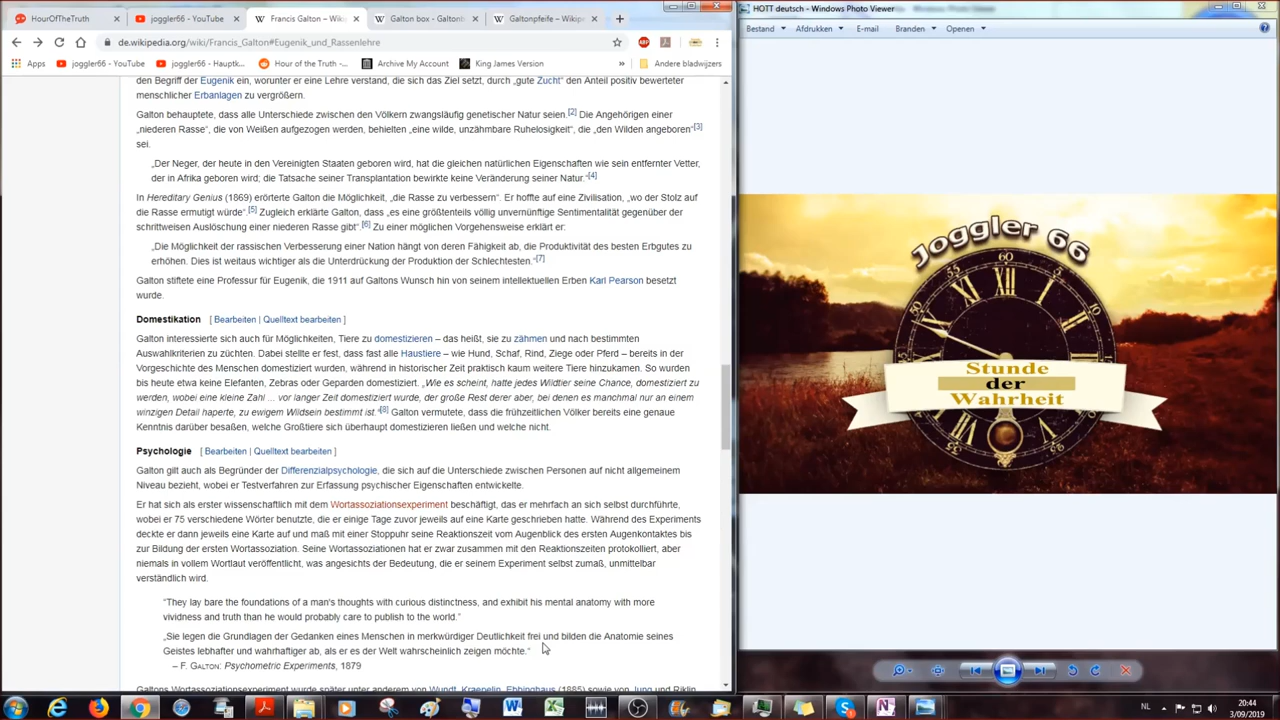 HourOfTheTruth
joggler66 - YouTube
Francis Galton – Wiki
Galton box - Galtonb
Galtonpfeife – Wikip
HOTT deutsch - Windows Photo Viewer
de.wikipedia.org/wiki/Francis_Galton#Eugenik_und_Rassenlehre
Bestand Afdrukken E-mail Branden Openen
Apps joggler66 - YouTube joggler66 - Hauptk Hour of the Truth - Archive My Account King James Version » Andere bladwijzers
den Begriff der Eugenik ein, worunter er eine Lehre verstand, die sich das Ziel setzt, durch „gute Zucht“ den Anteil positiv bewerteter
menschlicher Erbanlagen zu vergrößern.
Galton behauptete, dass alle Unterschiede zwischen den Völkern zwangsläufig genetischer Natur seien.[2] Die Angehörigen einer
„niederen Rasse“, die von Weißen aufgezogen werden, behielten „eine wilde, unzähmbare Ruhelosigkeit“, die „den Wilden angeboren“[3]
sei.
„Der Neger, der heute in den Vereinigten Staaten geboren wird, hat die gleichen natürlichen Eigenschaften wie sein entfernter Vetter,
der in Afrika geboren wird; die Tatsache seiner Transplantation bewirkte keine Veränderung seiner Natur.“[4]
In Hereditary Genius (1869) erörterte Galton die Möglichkeit, „die Rasse zu verbessern“. Er hoffte auf eine Zivilisation, „wo der Stolz auf
die Rasse ermutigt würde“.[5] Zugleich erklärte Galton, dass „es eine größtenteils völlig unvernünftige Sentimentalität gegenüber der
schrittweisen Auslöschung einer niederen Rasse gibt“.[6] Zu einer möglichen Vorgehensweise erklärt er:
„Die Möglichkeit der rassischen Verbesserung einer Nation hängt von deren Fähigkeit ab, die Produktivität des besten Erbgutes zu
erhöhen. Dies ist weitaus wichtiger als die Unterdrückung der Produktion der Schlechtesten.“[7]
Galton stiftete eine Professur für Eugenik, die 1911 auf Galtons Wunsch hin von seinem intellektuellen Erben Karl Pearson besetzt
wurde.
Domestikation [ Bearbeiten | Quelltext bearbeiten ]
Galton interessierte sich auch für Möglichkeiten, Tiere zu domestizieren – das heißt, sie zu zähmen und nach bestimmten
Auswahlkriterien zu züchten. Dabei stellte er fest, dass fast alle Haustiere – wie Hund, Schaf, Rind, Ziege oder Pferd – bereits in der
Vorgeschichte des Menschen domestiziert wurden, während in historischer Zeit praktisch kaum weitere Tiere hinzukamen. So wurden
bis heute etwa keine Elefanten, Zebras oder Geparden domestiziert. „Wie es scheint, hatte jedes Wildtier seine Chance, domestiziert zu
werden, wobei eine kleine Zahl ... vor langer Zeit domestiziert wurde, der große Rest derer aber, bei denen es manchmal nur an einem
winzigen Detail haperte, zu ewigem Wildsein bestimmt ist.“[8] Galton vermutete, dass die frühzeitlichen Völker bereits eine genaue
Kenntnis darüber besaßen, welche Großtiere sich überhaupt domestizieren ließen und welche nicht.
Psychologie [ Bearbeiten | Quelltext bearbeiten ]
Galton gilt auch als Begründer der Differenzialpsychologie, die sich auf die Unterschiede zwischen Personen auf nicht allgemeinem
Niveau bezieht, wobei er Testverfahren zur Erfassung psychischer Eigenschaften entwickelte.
Er hat sich als erster wissenschaftlich mit dem Wortassoziationsexperiment beschäftigt, das er mehrfach an sich selbst durchführte,
wobei er 75 verschiedene Wörter benutzte, die er einige Tage zuvor jeweils auf eine Karte geschrieben hatte. Während des Experiments
deckte er dann jeweils eine Karte auf und maß mit einer Stoppuhr seine Reaktionszeit vom Augenblick des ersten Augenkontaktes bis
zur Bildung der ersten Wortassoziation. Seine Wortassoziationen hat er zwar zusammen mit den Reaktionszeiten protokolliert, aber
niemals in vollem Wortlaut veröffentlicht, was angesichts der Bedeutung, die er seinem Experiment selbst zumaß, unmittelbar
verständlich wird.
“They lay bare the foundations of a man's thoughts with curious distinctness, and exhibit his mental anatomy with more
vividness and truth than he would probably care to publish to the world.”
„Sie legen die Grundlagen der Gedanken eines Menschen in merkwürdiger Deutlichkeit frei und bilden die Anatomie seines
Geistes lebhafter und wahrhaftiger ab, als er es der Welt wahrscheinlich zeigen möchte.“
– F. Galton: Psychometric Experiments, 1879
Galtons Wortassoziationsexperiment wurde später unter anderem von Wundt, Kraepelin, Ebbinghaus (1885) sowie von Jung und Riklin
Joggler 66
Stunde
der
Wahrheit
NL
20:44
3/09/2019